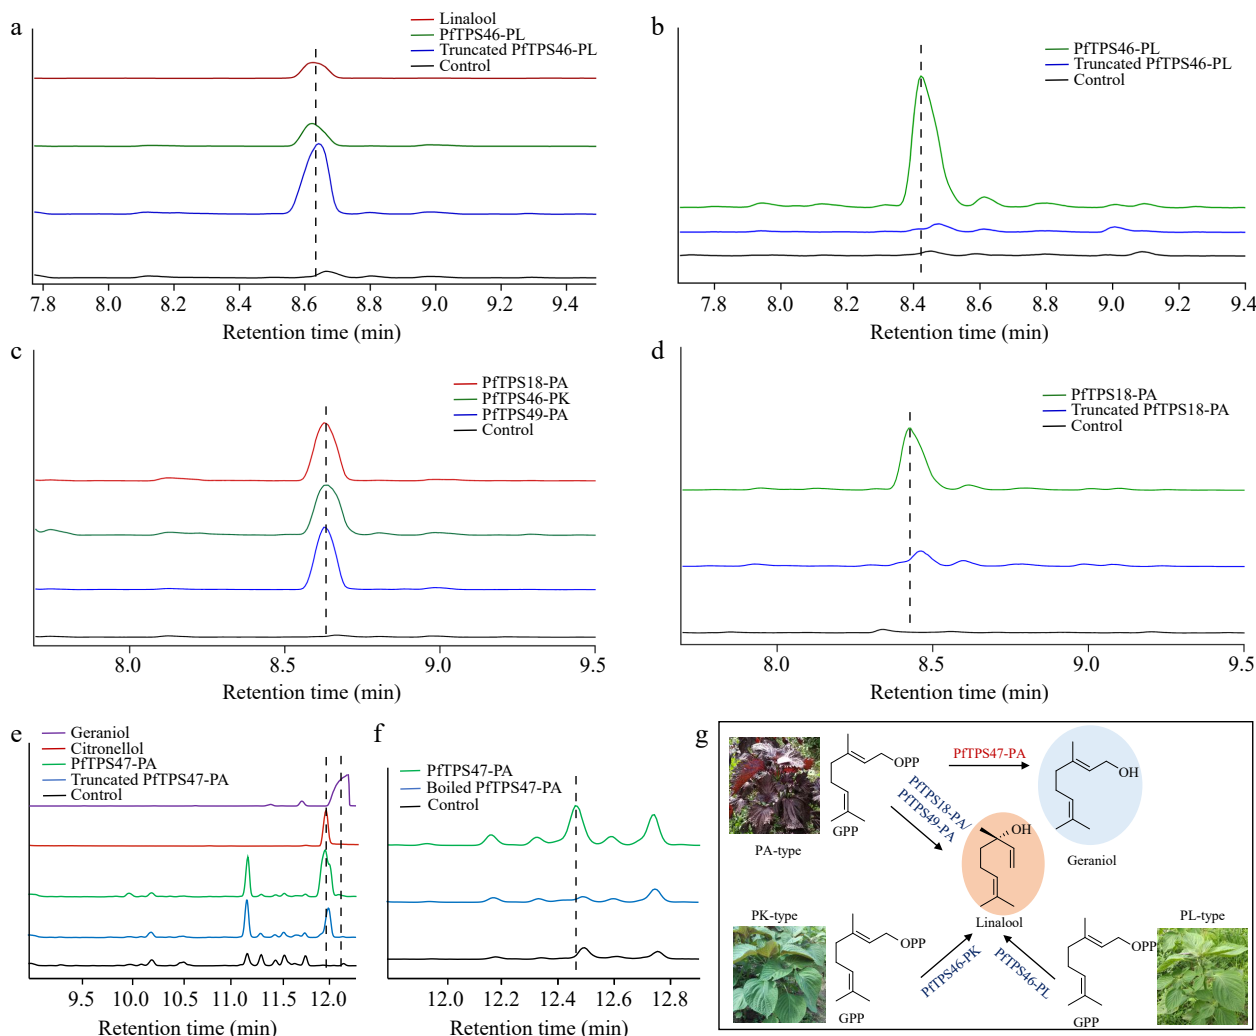 a
Linalool
PfTPS46-PL
Truncated PfTPS46-PL
Control
7.8 8.0 8.2 8.4 8.6 8.8 9.0 9.2 9.4
Retention time (min)
b
PfTPS46-PL
Truncated PfTPS46-PL
Control
7.8 8.0 8.2 8.4 8.6 8.8 9.0 9.2 9.4
Retention time (min)
c
PfTPS18-PA
PfTPS46-PK
PfTPS49-PA
Control
8.0 8.5 9.0 9.5
Retention time (min)
d
PfTPS18-PA
Truncated PfTPS18-PA
Control
8.0 8.5 9.0 9.5
Retention time (min)
e
Geraniol
Citronellol
PfTPS47-PA
Truncated PfTPS47-PA
Control
9.5 10.0 10.5 11.0 11.5 12.0
Retention time (min)
f
PfTPS47-PA
Boiled PfTPS47-PA
Control
12.0 12.2 12.4 12.6 12.8
Retention time (min)
g
PA-type
OPP
GPP
PfTPS47-PA
OH
Geraniol
PfTPS18-PA/
PfTPS49-PA
OH
Linalool
PK-type
OPP
GPP
PfTPS46-PK
PfTPS46-PL
OPP
GPP
PL-type